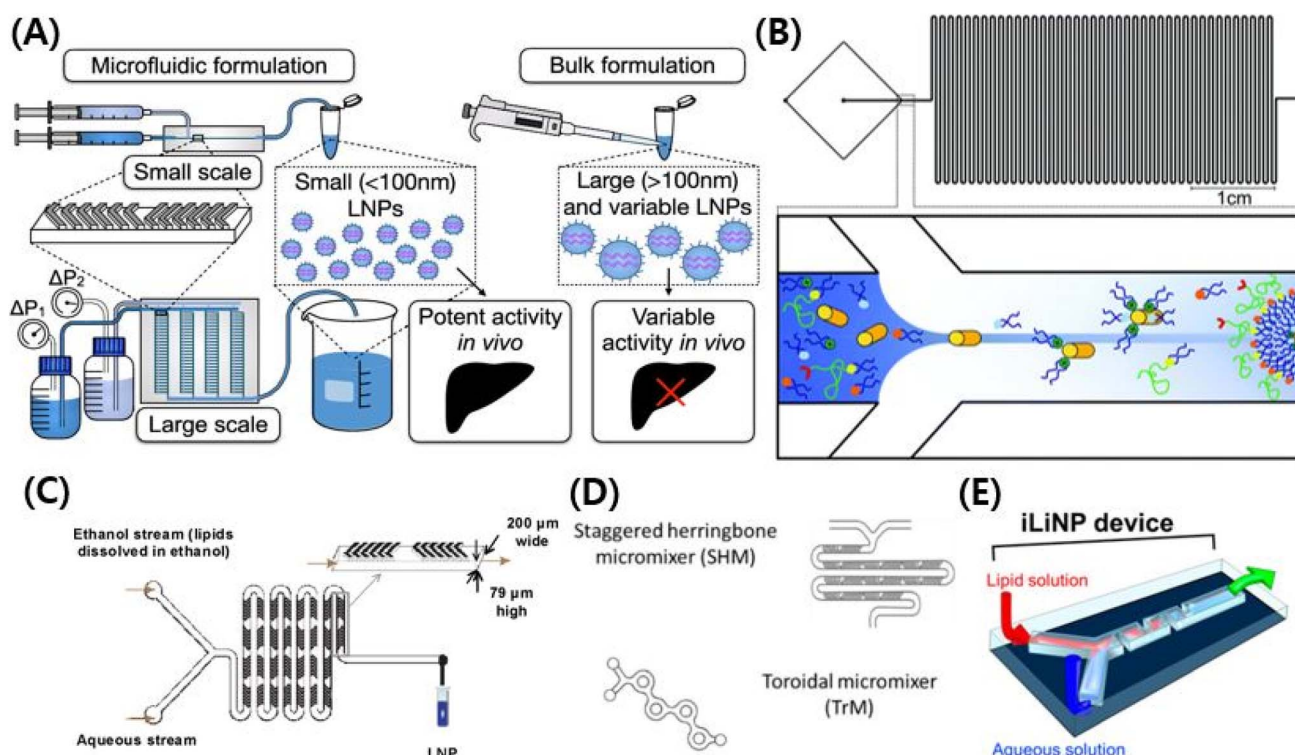 (A)
Microfluidic formulation
Bulk formulation
Small scale
Small (<100nm)
LNPs
Large (>100nm)
and variable LNPs
ΔP2
ΔP1
Potent activity
in vivo
Variable
activity in vivo
Large scale
(B)
1cm
(C)
Ethanol stream (lipids
dissolved in ethanol)
200 μm
wide
79 μm
high
Aqueous stream
LNP
(D)
Staggered herringbone
micromixer (SHM)
Toroidal micromixer
(TrM)
(E)
iLiNP device
Lipid solution
Aqueous solution